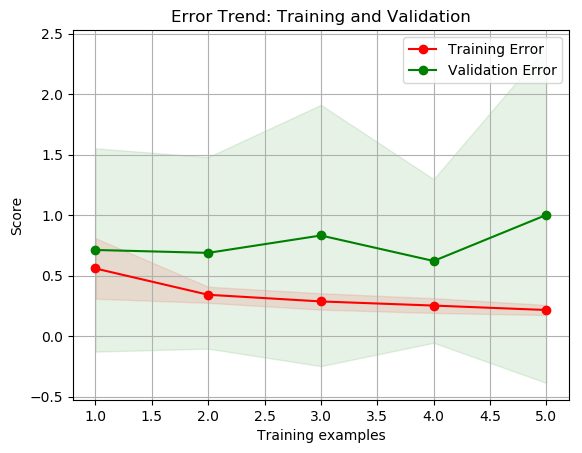 Error Trend: Training and Validation
2.5
2.0
1.5
1.0
0.5
0.0
−0.5
Score
Training Error
Validation Error
1.0 1.5 2.0 2.5 3.0 3.5 4.0 4.5 5.0
Training examples